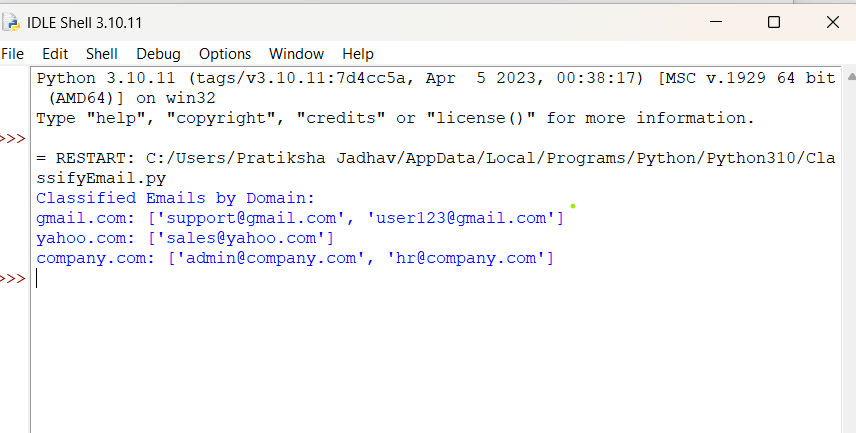 IDLE Shell 3.10.11
File Edit Shell Debug Options Window Help
Python 3.10.11 (tags/v3.10.11:7d4cc5a, Apr  5 2023, 00:38:17) [MSC v.1929 64 bit
(AMD64)] on win32
Type "help", "copyright", "credits" or "license()" for more information.
>>>
= RESTART: C:/Users/Pratiksha Jadhav/AppData/Local/Programs/Python/Python310/Cla
ssifyEmail.py
Classified Emails by Domain:
gmail.com: ['support@gmail.com', 'user123@gmail.com']
yahoo.com: ['sales@yahoo.com']
company.com: ['admin@company.com', 'hr@company.com']
>>>